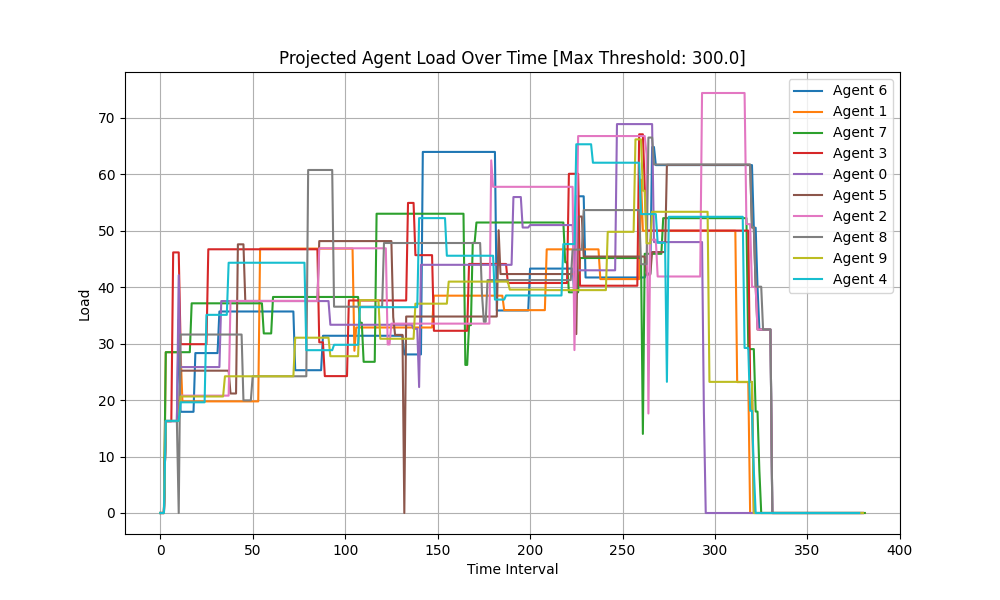 Projected Agent Load Over Time [Max Threshold: 300.0]
Load
70
60
50
40
30
20
10
0
0 50 100 150 200 250 300 350 400
Time Interval
Agent 6
Agent 1
Agent 7
Agent 3
Agent 0
Agent 5
Agent 2
Agent 8
Agent 9
Agent 4